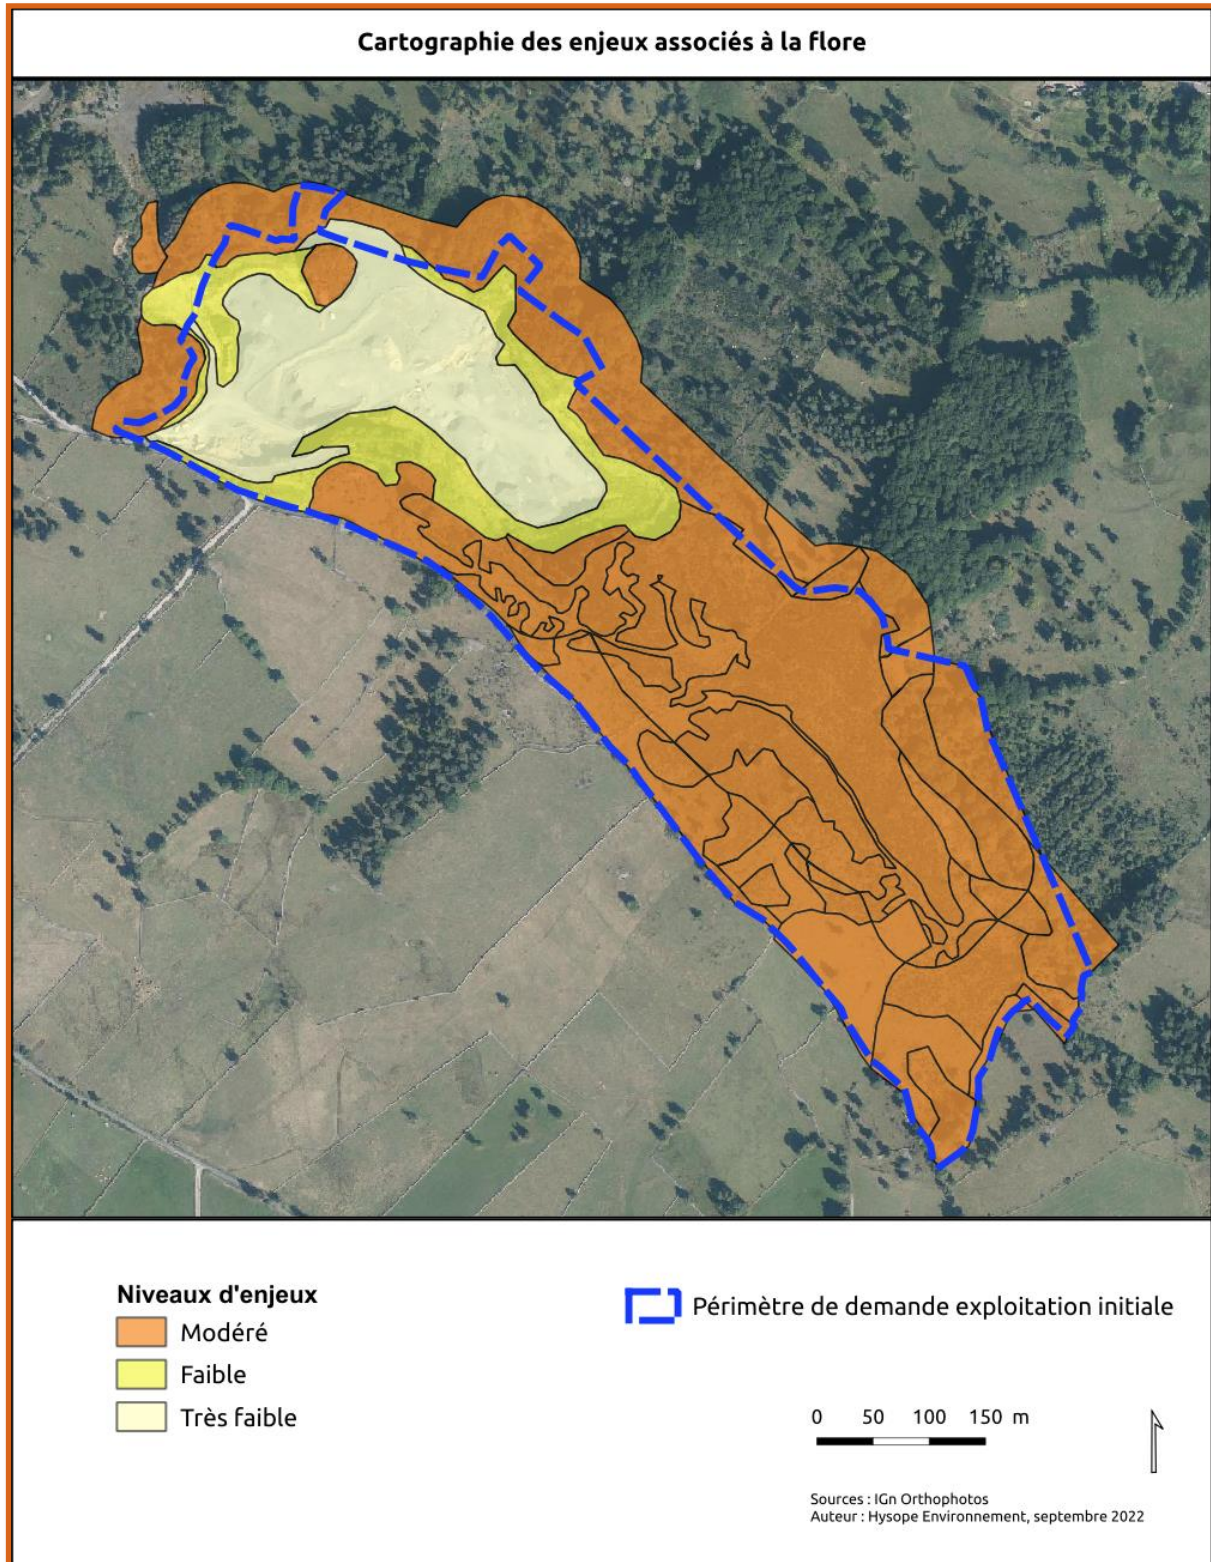 Cartographie des enjeux associés à la flore
Niveaux d'enjeux
Modéré
Faible
Très faible
Périmètre de demande exploitation initiale
0 50 100 150 m
Sources : IGn Orthophotos
Auteur : Hysope Environnement, septembre 2022